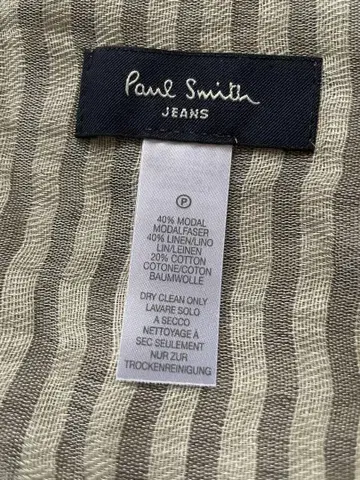 Paul Smith
JEANS
P
40% MODAL
MODALFASER
40% LINEN/LINO
LIN/LEINEN
20% COTTON
COTONE/COTON
BAUMWOLLE
DRY CLEAN ONLY
LAVARE SOLO
A SECCO
NETTOYAGE À
SEC SEULEMENT
NUR ZUR
TROCKENREINIGUNG